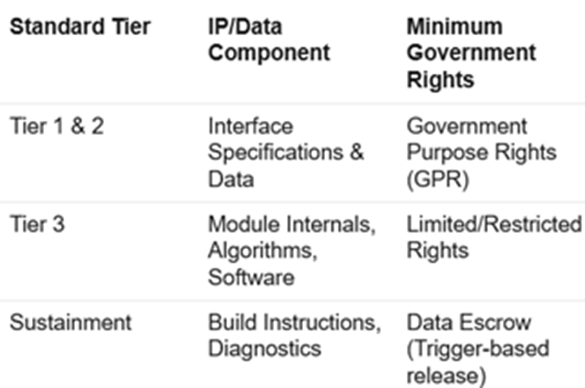 Standard Tier
IP/Data
Component
Minimum
Government
Rights
Tier 1 & 2
Interface
Specifications &
Data
Government
Purpose Rights
(GPR)
Tier 3
Module Internals,
Algorithms,
Software
Limited/Restricted
Rights
Sustainment
Build Instructions,
Diagnostics
Data Escrow
(Trigger-based
release)